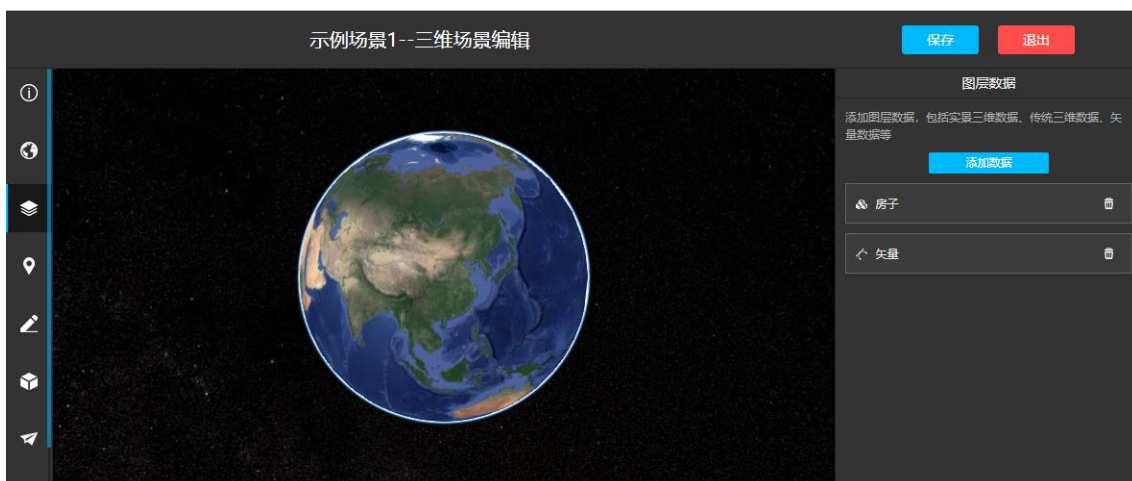 示例场景1--三维场景编辑
保存
退出
图层数据
添加图层数据，包括实景三维数据、传统三维数据、矢
量数据等
添加数据
房子
矢量